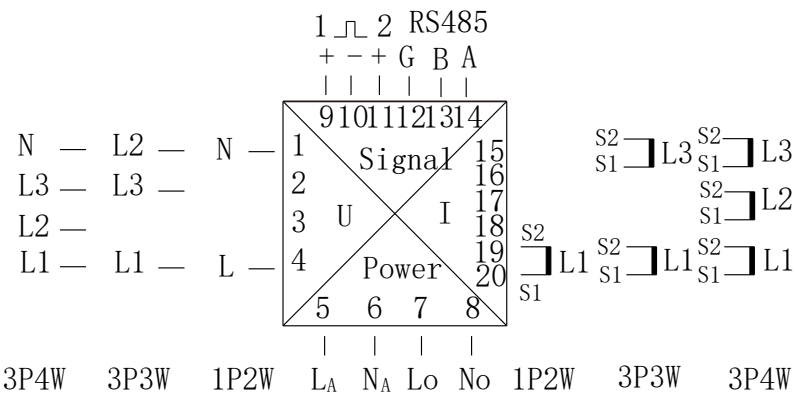 1 2 RS485
+ − + G B A
9 10 11 12 13 14
N L2 N 1 Signal 15 S2 S1 L3 S2 S1 L3
L3 L3 2 16
U I 17 S2 S1 L2
L2 3 18
L1 L1 L 4 Power 19 20 S2 S1 L1 S2 S1 L1 S2 S1 L1
5 6 7 8
3P4W 3P3W 1P2W LA NA Lo No 1P2W 3P3W 3P4W